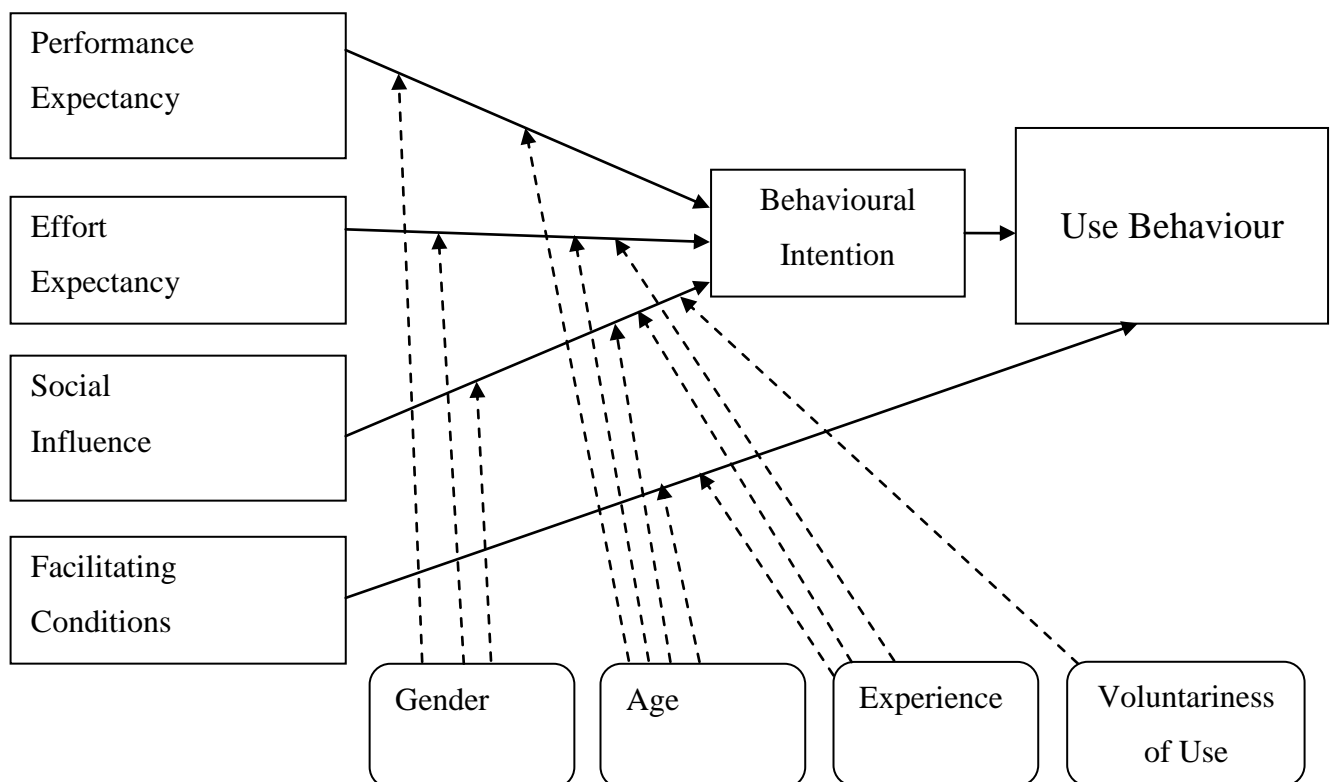 Performance
Expectancy
Effort
Expectancy
Social
Influence
Facilitating
Conditions
Behavioural
Intention
Use Behaviour
Gender
Age
Experience
Voluntariness
of Use